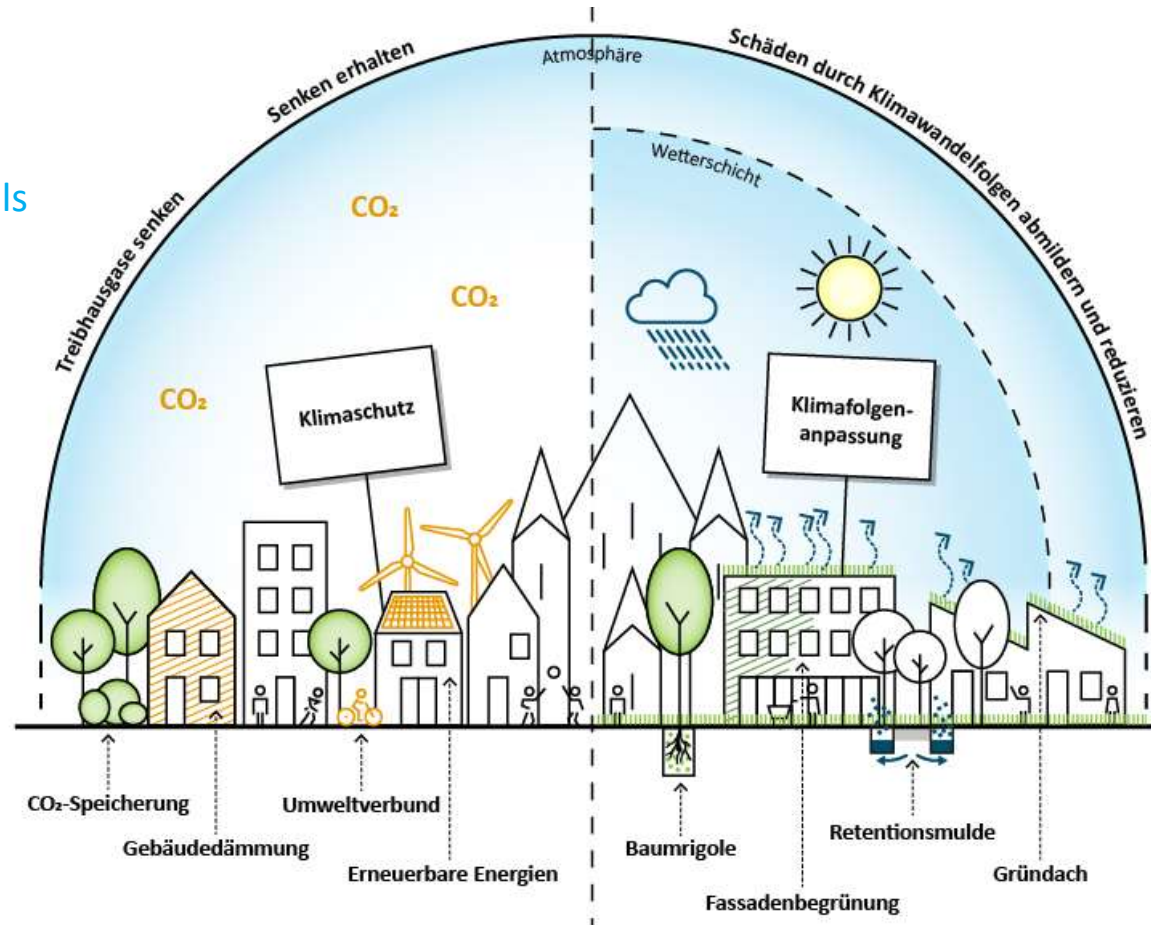 Atmosphäre
Senken erhalten
Treibhausgase senken
Schäden durch Klimawandelfolgen abmildern und reduzieren
Wetterschicht
ls
CO₂
CO₂
CO₂
Klimaschutz
Klimafolgen-
anpassung
CO₂-Speicherung
Gebäudedämmung
Umweltverbund
Erneuerbare Energien
Baumrigole
Fassadenbegrünung
Retentionsmulde
Gründach